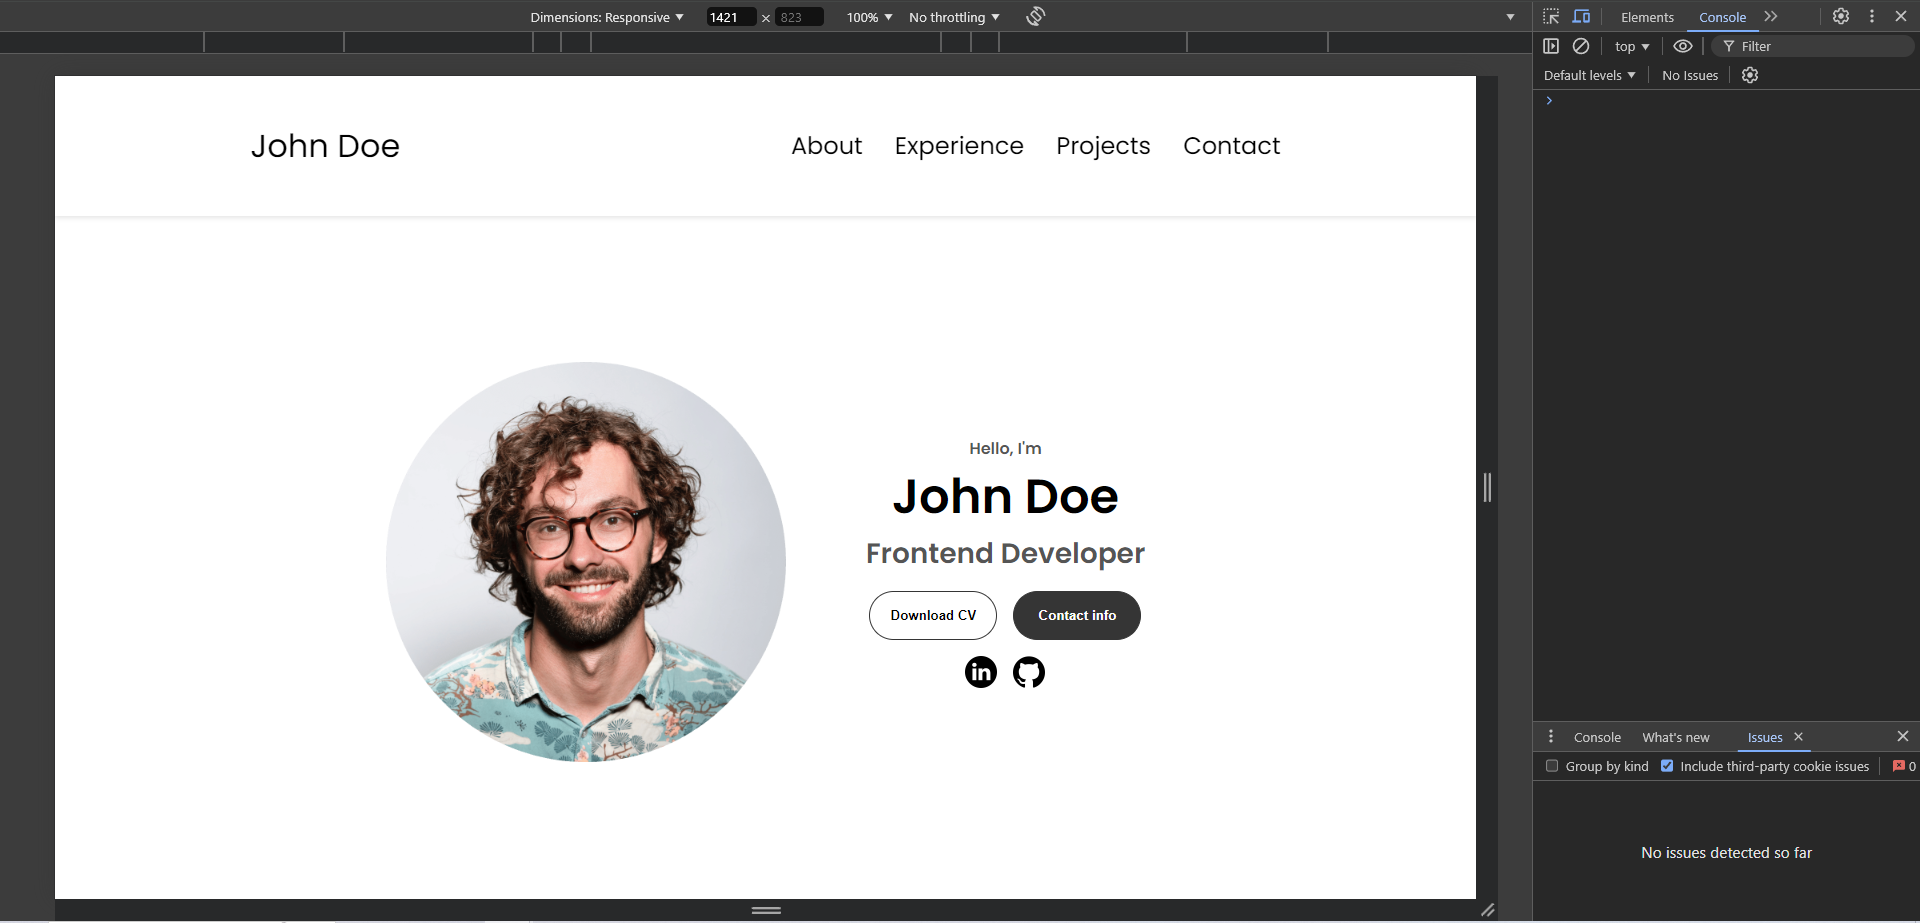 Dimensions: Responsive 1421 × 823 100% No throttling
Elements Console
top Filter
Default levels No Issues
John Doe About Experience Projects Contact
Hello, I'm
John Doe
Frontend Developer
Download CV Contact info
in
Console What's new Issues
Group by kind Include third-party cookie issues 0
No issues detected so far